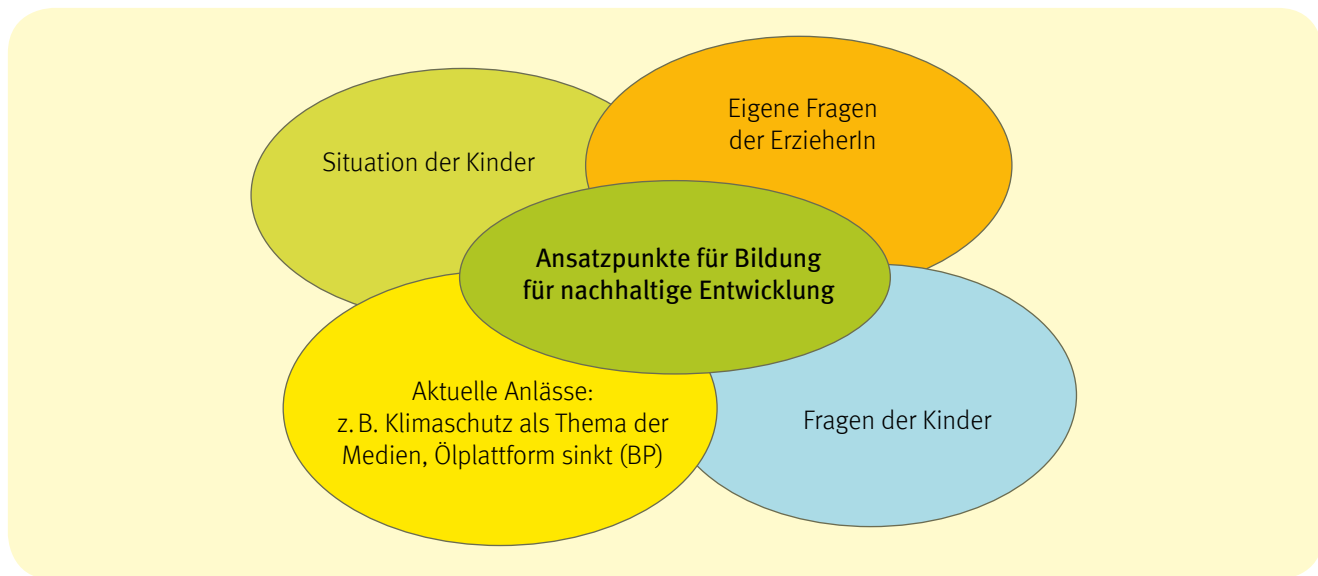 Situation der Kinder
Eigene Fragen
der ErzieherIn
Ansatzpunkte für Bildung
für nachhaltige Entwicklung
Aktuelle Anlässe:
z. B. Klimaschutz als Thema der
Medien, Ölplattform sinkt (BP)
Fragen der Kinder